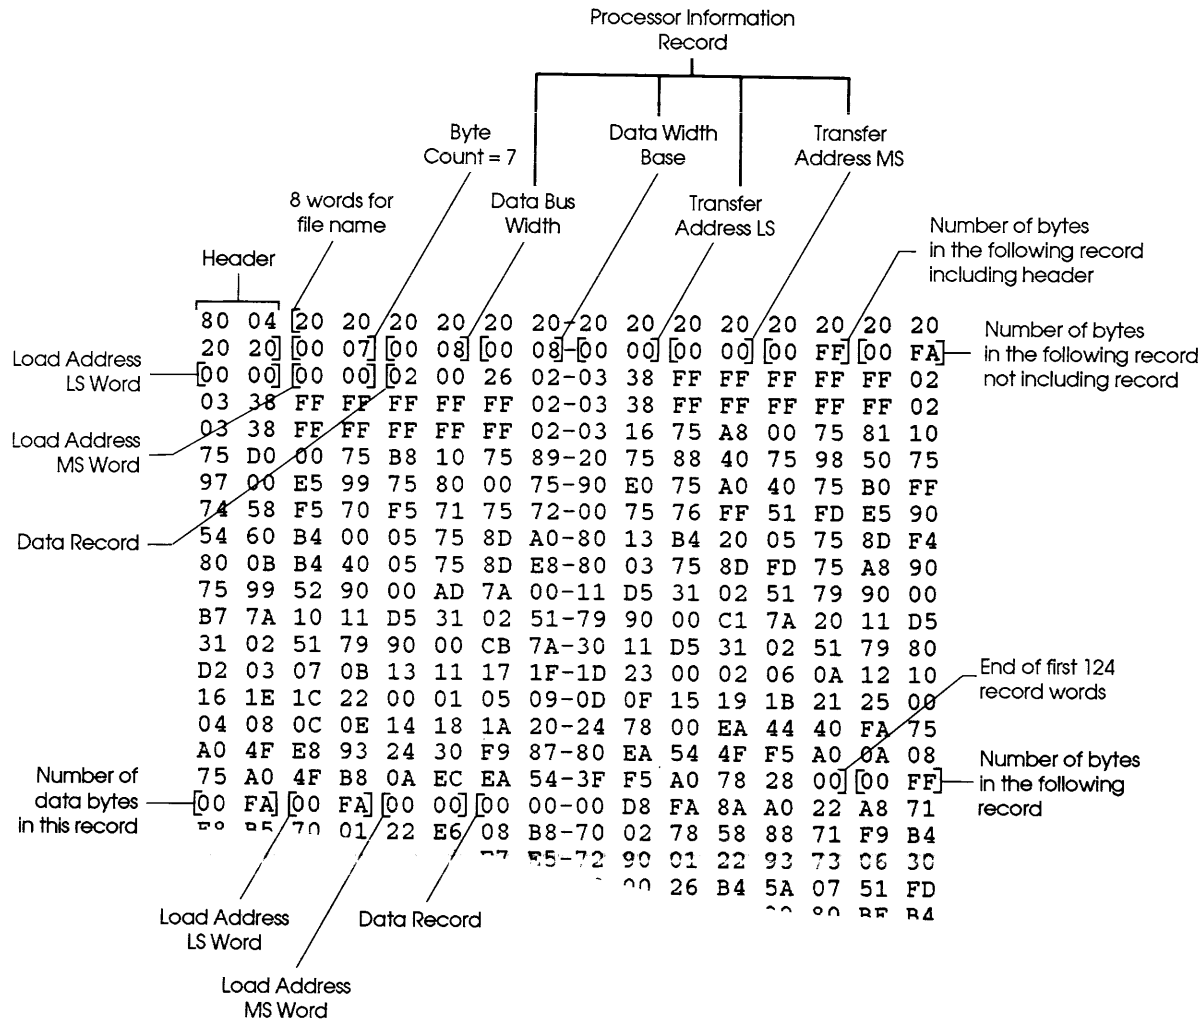 Processor Information
Record
Byte
Count = 7
Data Width
Base
Transfer
Address MS
8 words for
file name
Data Bus
Width
Transfer
Address LS
Number of bytes
in the following record
including header
Header
80 04 [20 20 20 20 20 20-20 20 20 20 20 20 20 20
20 20] [00 07] [00 08] [00 08]-[00 00] [00 00] [00 FF] [00 FA]
Number of bytes
in the following record
not including record
Load Address
LS Word
[00 00] [00 00] [02 00 26 02-03 38 FF FF FF FF FF 02
03 38 FF FF FF FF FF 02-03 38 FF FF FF FF FF 02
Load Address
MS Word
03 38 FF FF FF FF FF 02-03 16 75 A8 00 75 81 10
75 D0 00 75 B8 10 75 89-20 75 88 40 75 98 50 75
97 00 E5 99 75 80 00 75-90 E0 75 A0 40 75 B0 FF
74 58 F5 70 F5 71 75 72-00 75 76 FF 51 FD E5 90
Data Record
54 60 B4 00 05 75 8D A0-80 13 B4 20 05 75 8D F4
80 0B B4 40 05 75 8D E8-80 03 75 8D FD 75 A8 90
75 99 52 90 00 AD 7A 00-11 D5 31 02 51 79 90 00
B7 7A 10 11 D5 31 02 51-79 90 00 C1 7A 20 11 D5
31 02 51 79 90 00 CB 7A-30 11 D5 31 02 51 79 80
D2 03 07 0B 13 11 17 1F-1D 23 00 02 06 0A 12 10
End of first 124
record words
16 1E 1C 22 00 01 05 09-0D 0F 15 19 1B 21 25 00
04 08 0C 0E 14 18 1A 20-24 78 00 EA 44 40 FA 75
A0 4F E8 93 24 30 F9 87-80 EA 54 4F F5 A0 0A 08
75 A0 4F B8 0A EC EA 54-3F F5 A0 78 28 00] [00 FF]
Number of bytes
in the following
record
Number of
data bytes
in this record
[00 FA] [00 FA] [00 00] [00 00-00 D8 FA 8A A0 22 A8 71
70 01 22 E6 08 B8-70 02 78 58 88 71 F9 B4
E5-72 90 01 22 93 73 06 30
26 B4 5A 07 51 FD
80 BF B4
Load Address
LS Word
Data Record
Load Address
MS Word